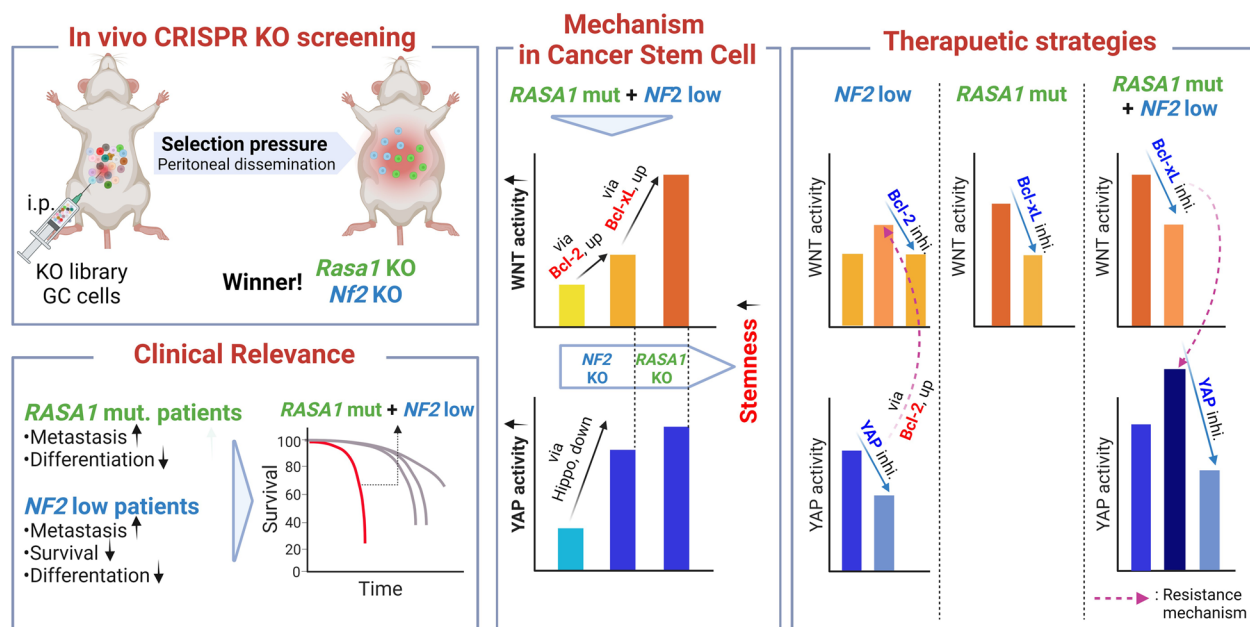 In vivo CRISPR KO screening
Selection pressure
Peritoneal dissemination
i.p.
KO library
GC cells
Winner!
Rasa1 KO
Nf2 KO
Clinical Relevance
RASA1 mut. patients
•Metastasis
•Differentiation
NF2 low patients
•Metastasis
•Survival
•Differentation
RASA1 mut + NF2 low
Survival
100
80
60
40
20
0
Time
Mechanism
in Cancer Stem Cell
RASA1 mut + NF2 low
WNT activity
via
Bcl-2, up
via
Bcl-xL, up
NF2
KO
RASA1
KO
Stemness
YAP activity
via
Hippo, down
Therapuetic strategies
NF2 low
WNT activity
Bcl-2 inhi.
YAP activity
YAP inhi.
via
Bcl-2, up
RASA1 mut
WNT activity
Bcl-xL inhi.
RASA1 mut
+ NF2 low
WNT activity
Bcl-xL inhi.
YAP activity
YAP inhi.
: Resistance
mechanism